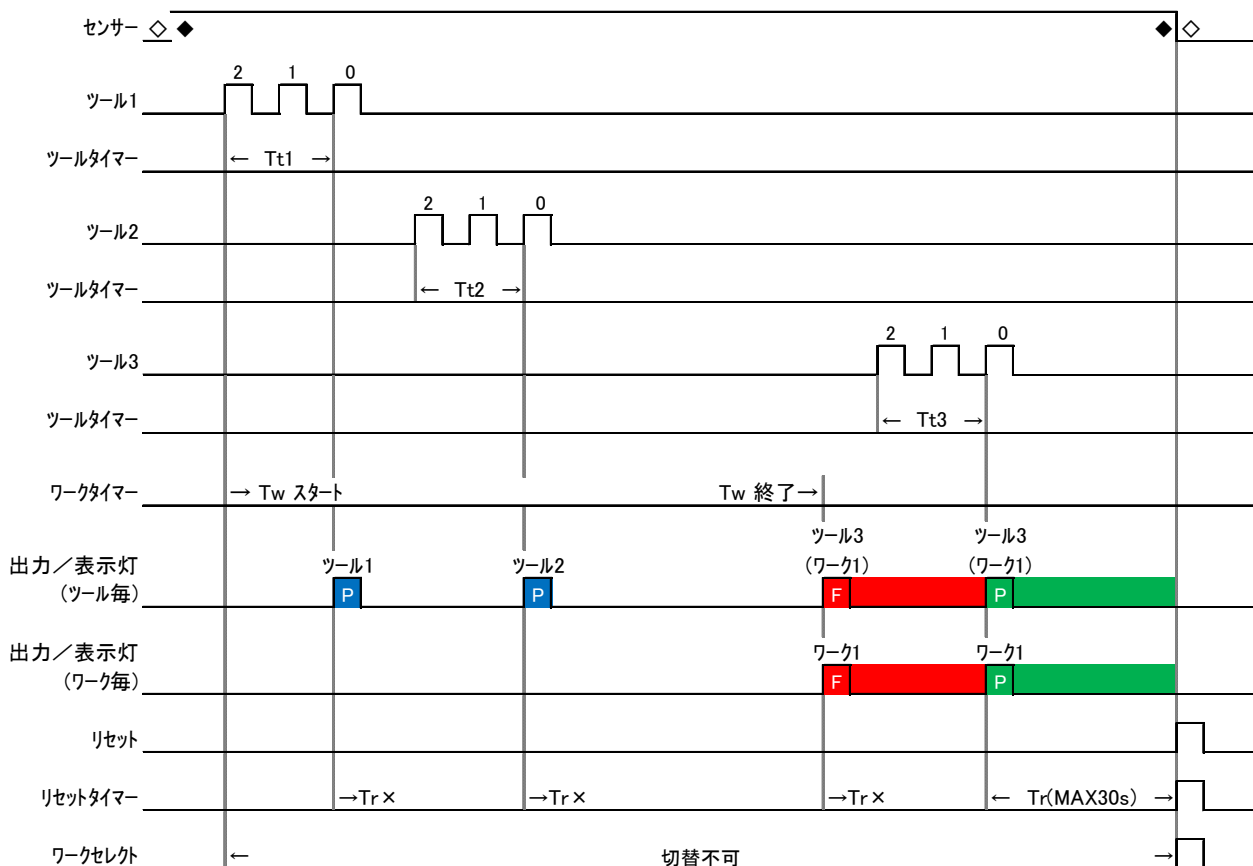 センサー ◇ ◆ ◆ ◇
2 1 0
ツール1
ツールタイマー ← Tt1 →
2 1 0
ツール2
ツールタイマー ← Tt2 →
2 1 0
ツール3
ツールタイマー ← Tt3 →
ワークタイマー → Tw スタート Tw 終了→
ツール3 ツール3
出力／表示灯 ツール1 ツール2 (ワーク1) (ワーク1)
(ツール毎) P P F P
出力／表示灯 ワーク1 ワーク1
(ワーク毎) F P
リセット
リセットタイマー →Tr× →Tr× →Tr× ← Tr(MAX30s) →
ワークセレクト ← 切替不可 →